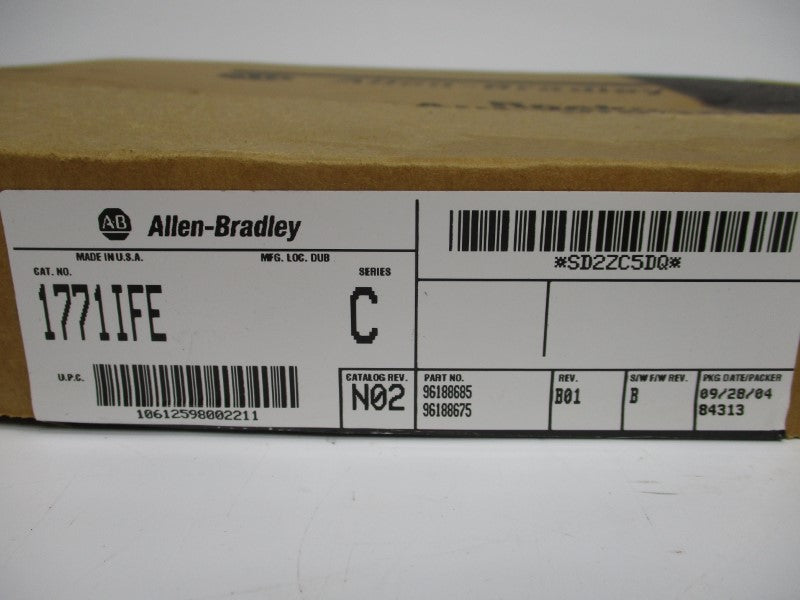 A-B Allen-Bradley
MADE IN U.S.A. MFG. LOC. DUB
CAT. NO. SERIES
1771IFE C
U.P.C.
10612598002211
CATALOG REV.
N02
*SD2ZC5DQ*
PART NO.
96188685
96188675
REV.
B01
S/W F/W REV.
B
PKG DATE/PACKER
09/28/04
84313